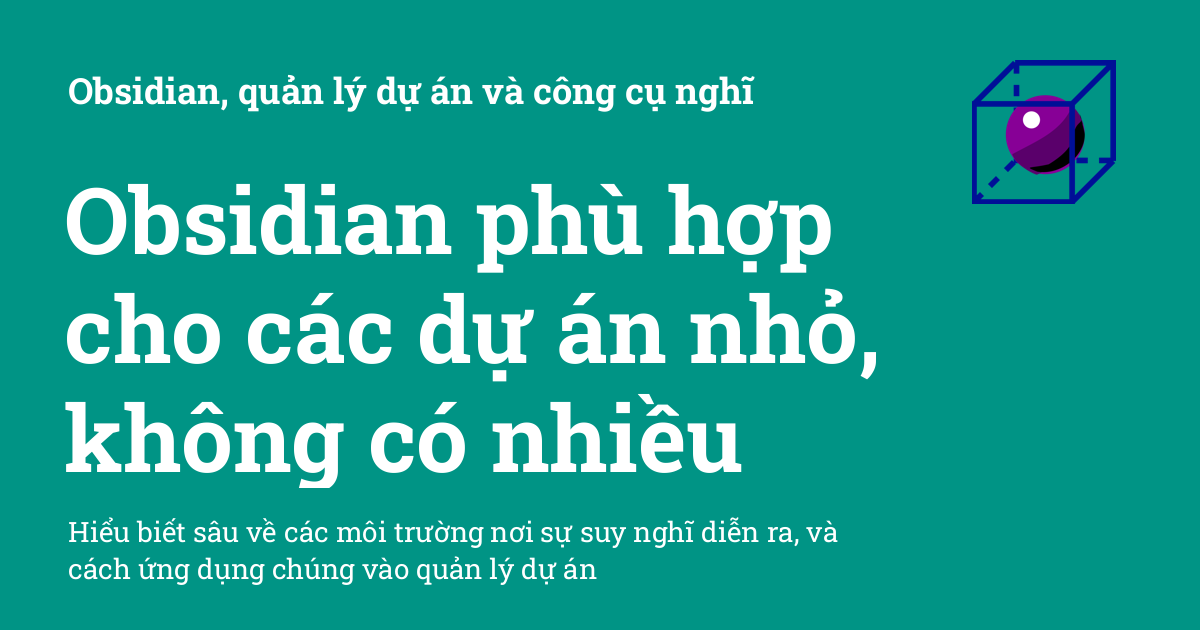 Obsidian, quản lý dự án và công cụ nghĩ
Obsidian phù hợp
cho các dự án nhỏ,
không có nhiều
Hiểu biết sâu về các môi trường nơi sự suy nghĩ diễn ra, và
cách ứng dụng chúng vào quản lý dự án